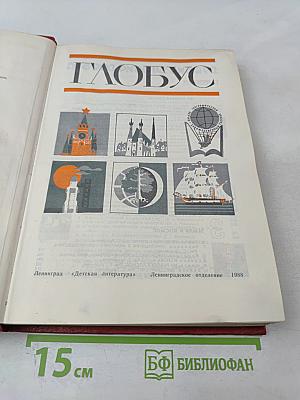 ГЛОБУС
Ленинград «Детская литература» Ленинградское отделение 1988
15 см
БФ БИБЛИОФАН